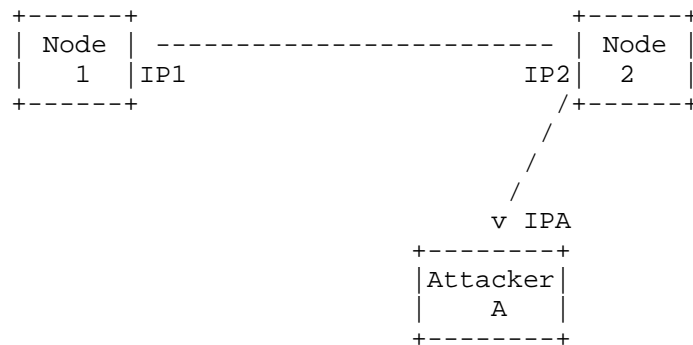 +------+                              +------+
| Node | ------------------------- | Node |
|   1  |IP1                     IP2|  2   |
+------+                          /+------+
                                 /
                                /
                               /
                              v IPA
                         +--------+
                         |Attacker|
                         |    A   |
                         +--------+